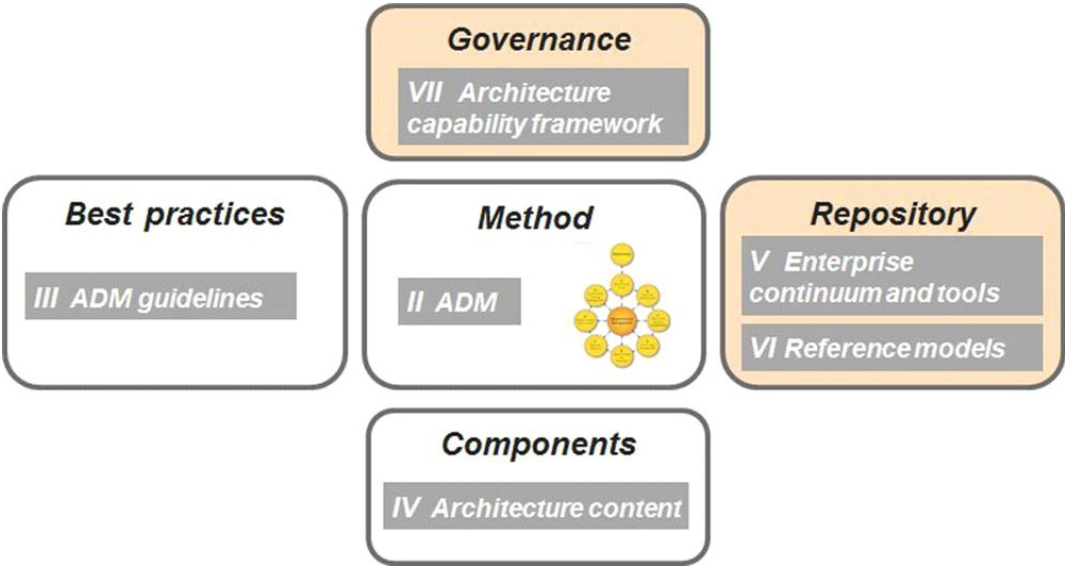 Governance
VII Architecture
capability framework
Best practices
III ADM guidelines
Method
II ADM
Repository
V Enterprise
continuum and tools
VI Reference models
Components
IV Architecture content